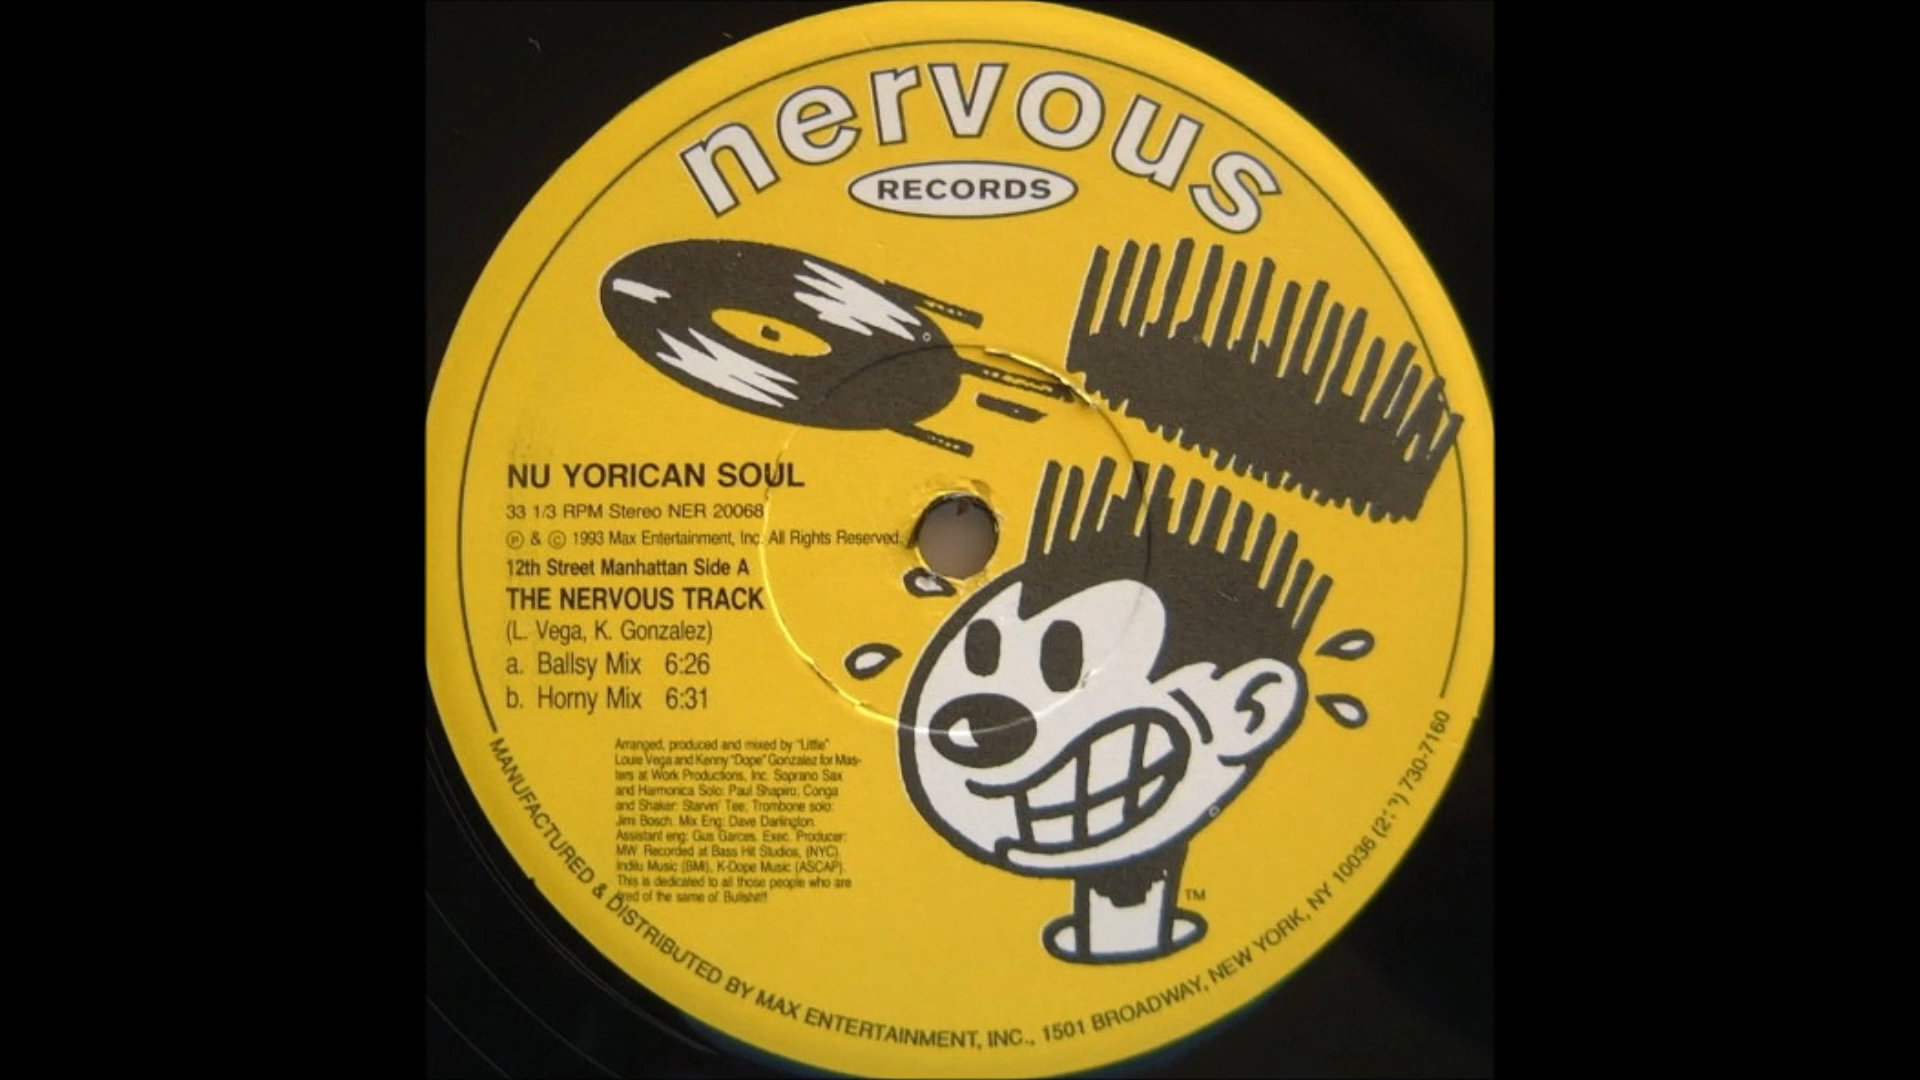 nervous
RECORDS
NU YORICAN SOUL
33 1/3 RPM Stereo NER 20068
℗ & © 1993 Max Entertainment, Inc. All Rights Reserved.
12th Street Manhattan Side A
THE NERVOUS TRACK
(L. Vega, K. Gonzalez)
a. Ballsy Mix 6:26
b. Horny Mix 6:31
Arranged, produced and mixed by "Little"
Louie Vega and Kenny "Dope" Gonzalez for Mas-
ters at Work Productions, Inc. Soprano Sax
and Harmonica Solo: Paul Shapiro; Conga
and Shaker: Starvin' Tee; Trombone solo:
Jimi Bosch. Mix Eng: Dave Darlington.
Assistant eng: Gus Garces. Exec. Producer:
MW. Recorded at Bass Hit Studios, (NYC)
Indilu Music (BMI), K-Dope Music (ASCAP).
This is dedicated to all those people who are
tired of the same ol' Bullshit!!
TM
MANUFACTURED & DISTRIBUTED BY MAX ENTERTAINMENT, INC., 1501 BROADWAY, NEW YORK, NY 10036 730-7160